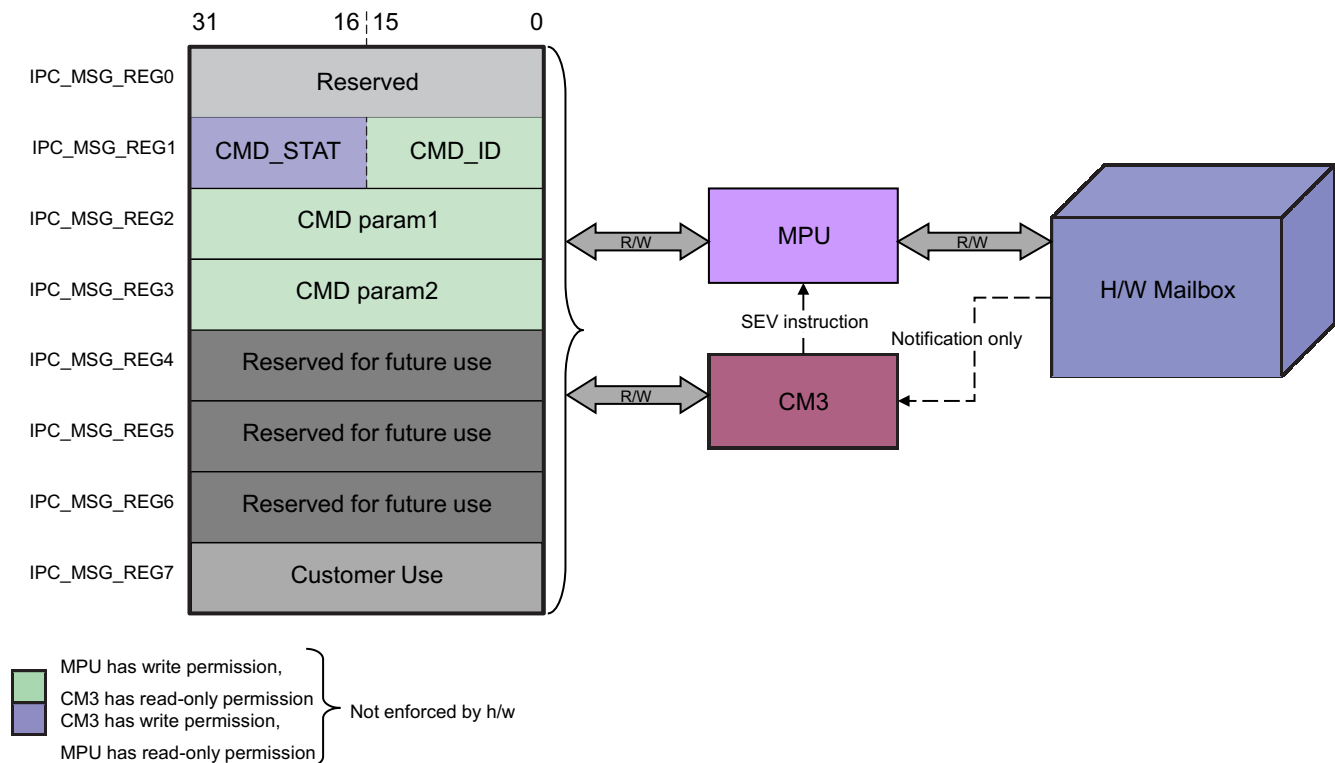 31 16 15 0
IPC_MSG_REG0 Reserved
IPC_MSG_REG1 CMD_STAT CMD_ID
IPC_MSG_REG2 CMD param1
IPC_MSG_REG3 CMD param2
IPC_MSG_REG4 Reserved for future use
IPC_MSG_REG5 Reserved for future use
IPC_MSG_REG6 Reserved for future use
IPC_MSG_REG7 Customer Use
R/W
MPU
R/W
H/W Mailbox
SEV instruction
Notification only
R/W
CM3
MPU has write permission,
CM3 has read-only permission
CM3 has write permission,
MPU has read-only permission
Not enforced by h/w